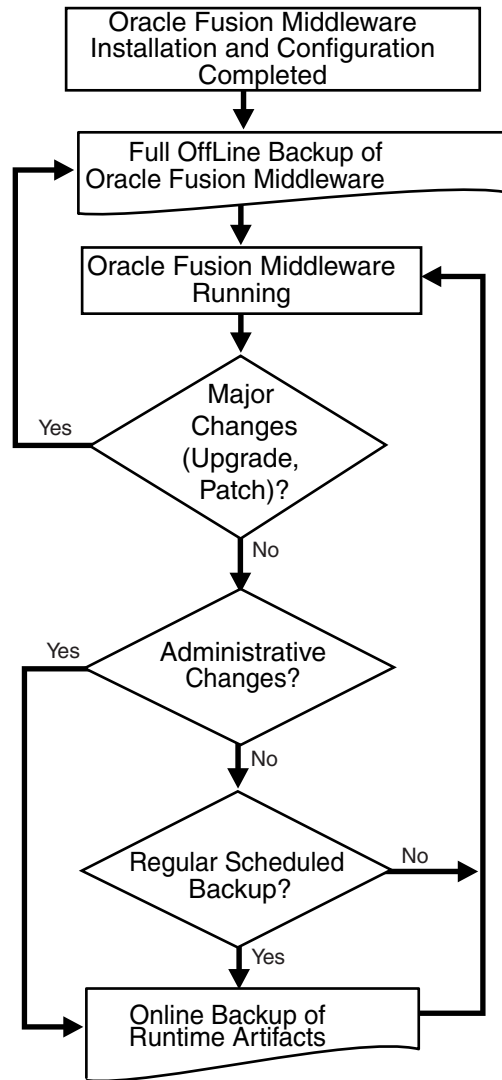 Oracle Fusion Middleware
Installation and Configuration
Completed
Full OffLine Backup of
Oracle Fusion Middleware
Oracle Fusion Middleware
Running
Major
Changes
(Upgrade,
Patch)?
Yes
No
Administrative
Changes?
Yes
No
Regular Scheduled
Backup?
No
Yes
Online Backup of
Runtime Artifacts